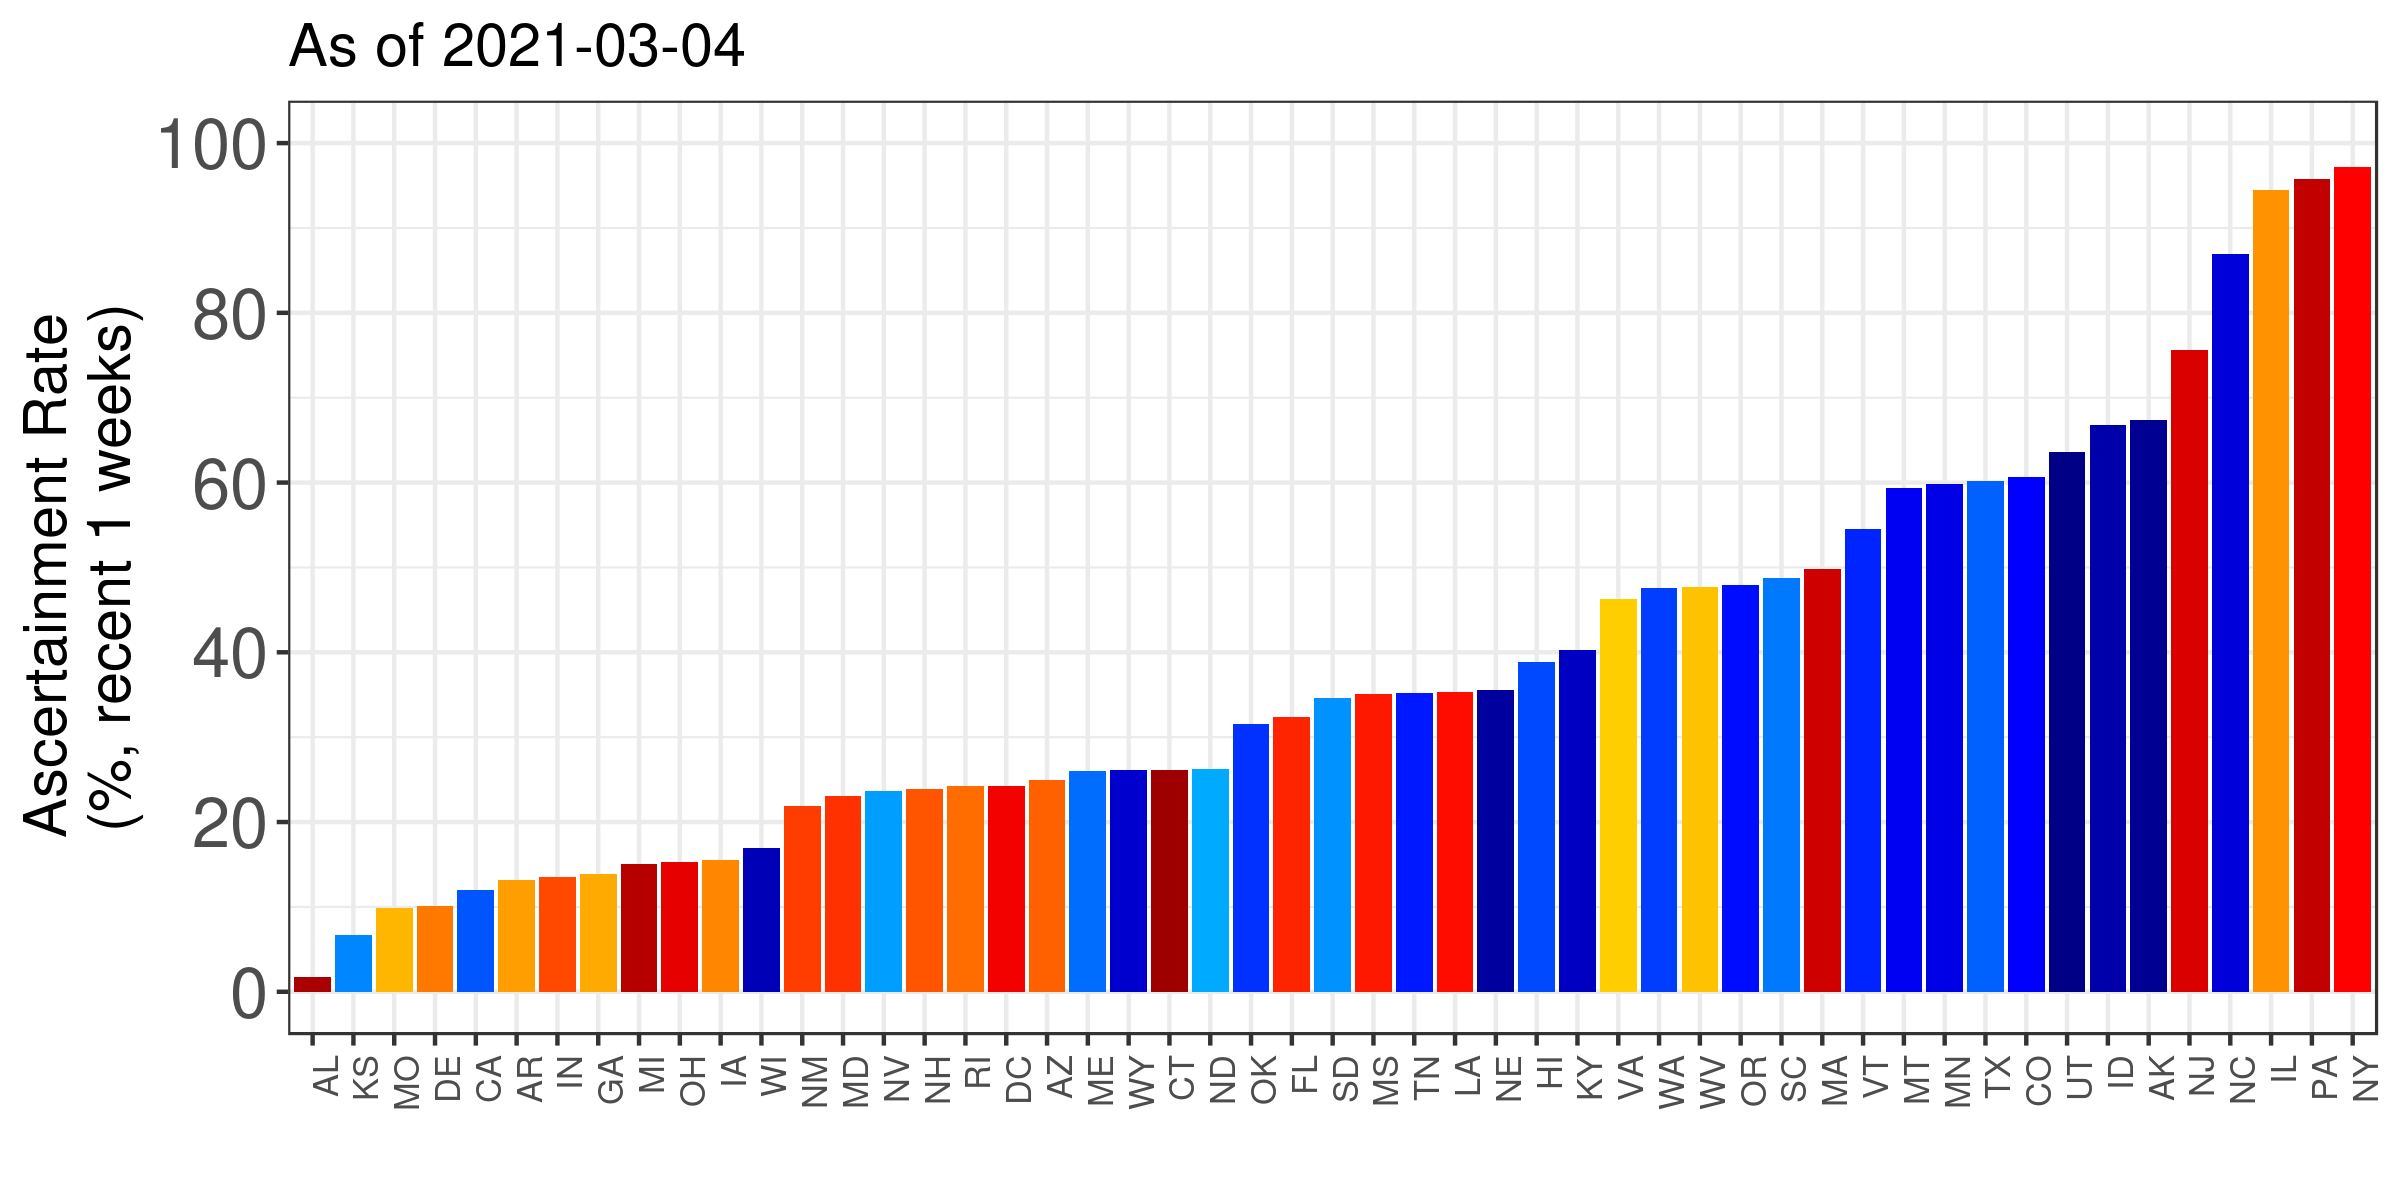 As of 2021-03-04
Ascertainment Rate
(%, recent 1 weeks)
100
80
60
40
20
0
AL KS MO DE CA AR IN GA MI OH IA WI NM MD NV NH RI DC AZ ME WY CT ND OK FL SD MS TN LA NE HI KY VA WA WV OR SC MA VT MT MN TX CO UT ID AK NJ NC IL PA NY